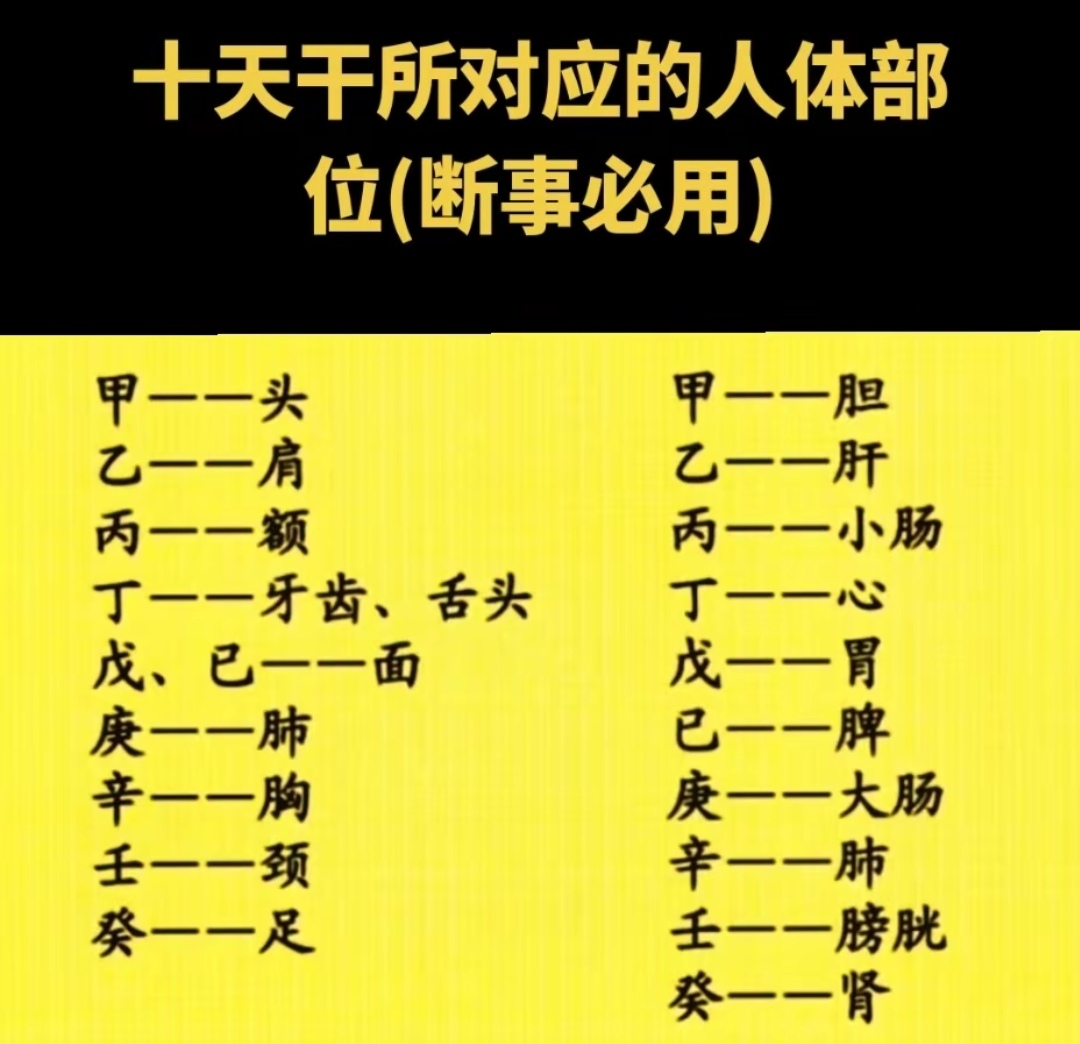 十天干所对应的人体部
位(断事必用)
甲——头
乙——肩
丙——额
丁——牙齿、舌头
戊、已——面
庚——肺
辛——胸
壬——颈
癸——足
甲——胆
乙——肝
丙——小肠
丁——心
戊——胃
已——脾
庚——大肠
辛——肺
壬——膀胱
癸——肾